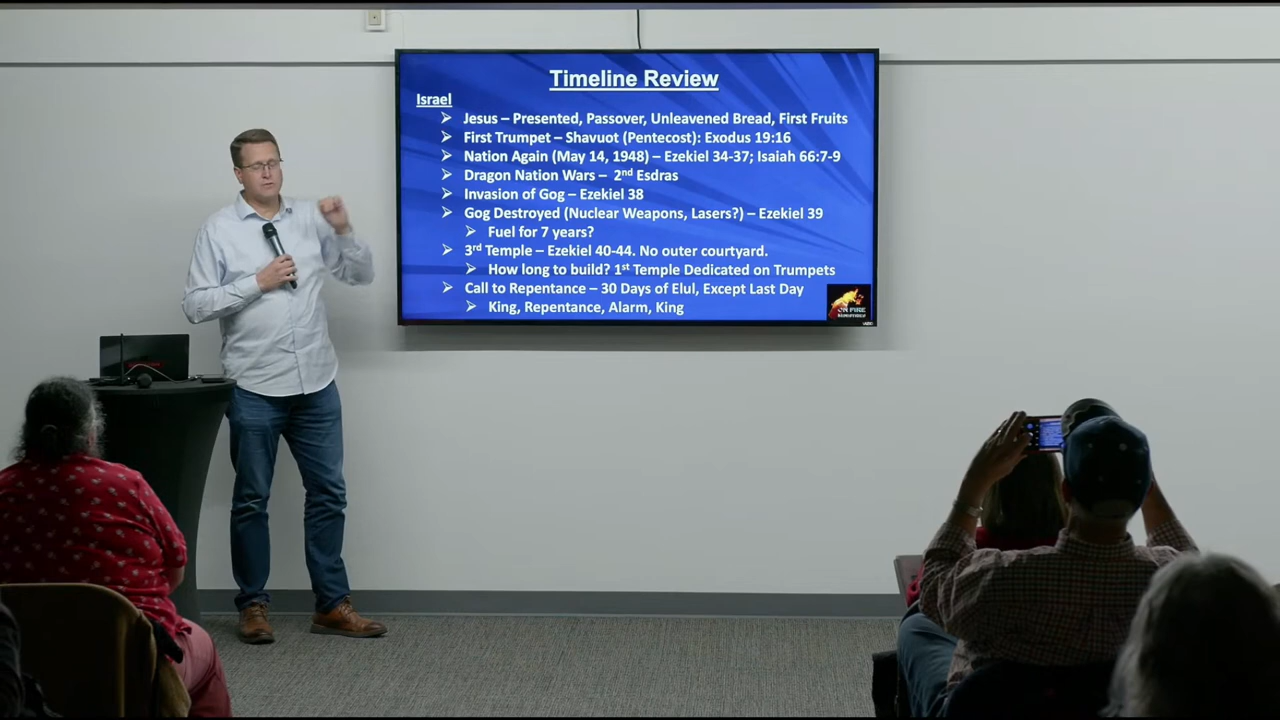 Timeline Review
Israel
➢ Jesus – Presented, Passover, Unleavened Bread, First Fruits
➢ First Trumpet – Shavuot (Pentecost): Exodus 19:16
➢ Nation Again (May 14, 1948) – Ezekiel 34-37; Isaiah 66:7-9
➢ Dragon Nation Wars – 2nd Esdras
➢ Invasion of Gog – Ezekiel 38
➢ Gog Destroyed (Nuclear Weapons, Lasers?) – Ezekiel 39
➢ Fuel for 7 years?
➢ 3rd Temple – Ezekiel 40-44. No outer courtyard.
➢ How long to build? 1st Temple Dedicated on Trumpets
➢ Call to Repentance – 30 Days of Elul, Except Last Day
➢ King, Repentance, Alarm, King
ON FIRE